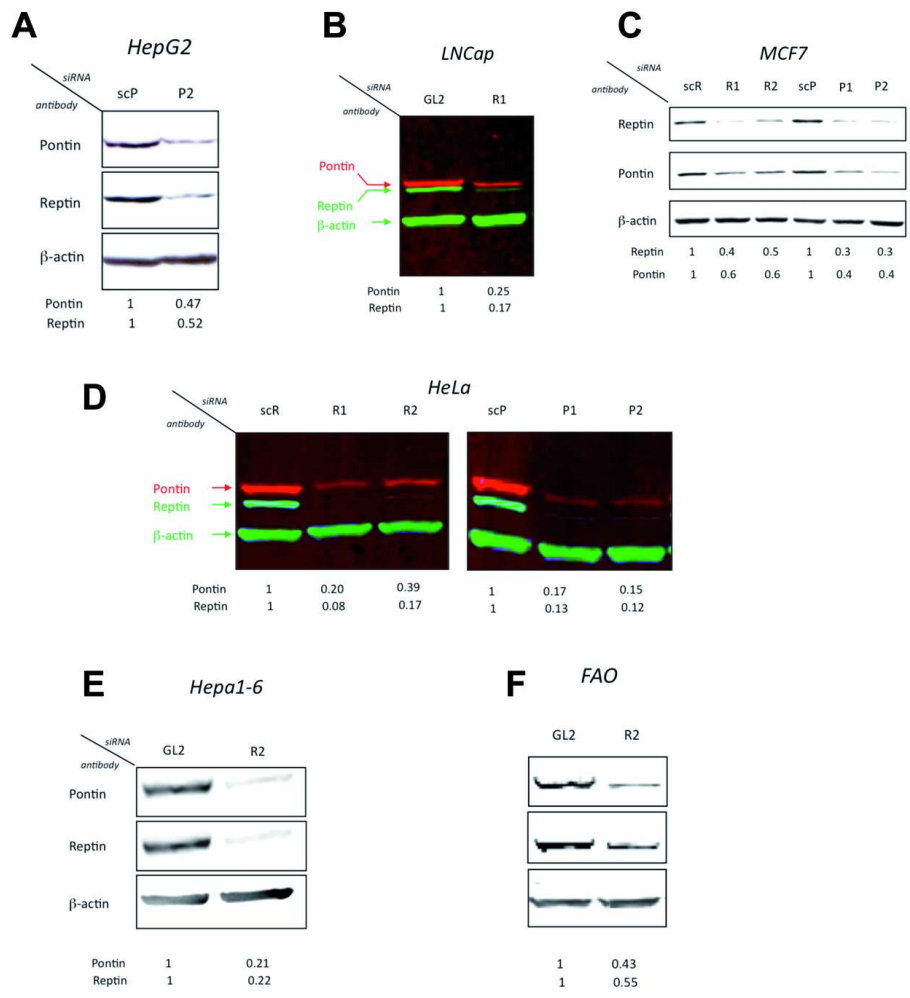 A
HepG2
siRNA
antibody
scP P2
Pontin
Reptin
β-actin
Pontin 1 0.47
Reptin 1 0.52
B
LNCap
siRNA
antibody
GL2 R1
Pontin
Reptin
β-actin
Pontin 1 0.25
Reptin 1 0.17
C
MCF7
siRNA
antibody
scR R1 R2 scP P1 P2
Reptin
Pontin
β-actin
Reptin 1 0.4 0.5 1 0.3 0.3
Pontin 1 0.6 0.6 1 0.4 0.4
D
HeLa
siRNA
antibody
scR R1 R2 scP P1 P2
Pontin
Reptin
β-actin
Pontin 1 0.20 0.39 1 0.17 0.15
Reptin 1 0.08 0.17 1 0.13 0.12
E
Hepa1-6
siRNA
antibody
GL2 R2
Pontin
Reptin
β-actin
Pontin 1 0.21
Reptin 1 0.22
F
FAO
GL2 R2
1 0.43
1 0.55